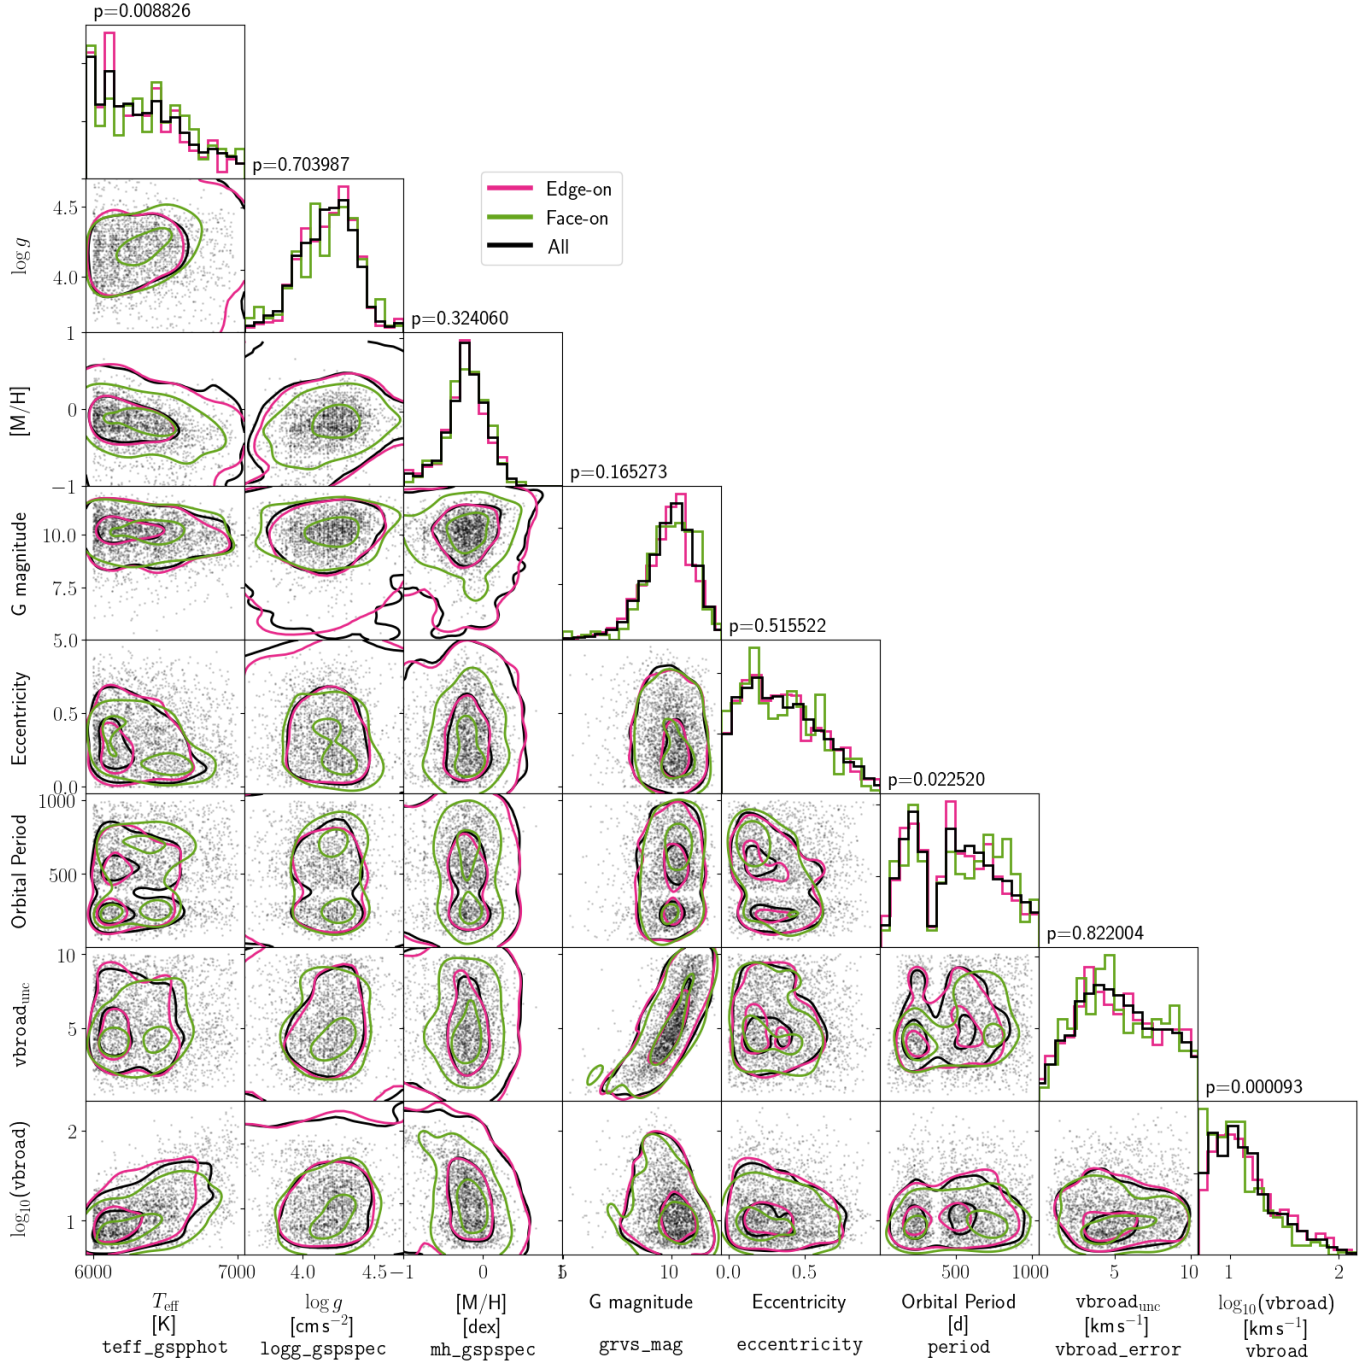 p=0.008826
p=0.703987
Edge-on
Face-on
All
4.5
log g
4.0
p=0.324060
1
[M/H]
0
−1
p=0.165273
10.0
G magnitude
7.5
5.0
p=0.515522
Eccentricity
0.5
0.0
p=0.022520
1000
Orbital Period
500
p=0.822004
10
vbroad_unc
5
p=0.000093
2
log₁₀(vbroad)
1
6000 7000 4.0 4.5 −1 0 10 0.0 0.5 500 1000 5 10 1 2
T_eff log g [M/H] G magnitude Eccentricity Orbital Period vbroad_unc log₁₀(vbroad)
[K] [cm s⁻²] [dex] [d] [km s⁻¹] [km s⁻¹]
teff_gspphot logg_gspspec mh_gspspec grvs_mag eccentricity period vbroad_error vbroad